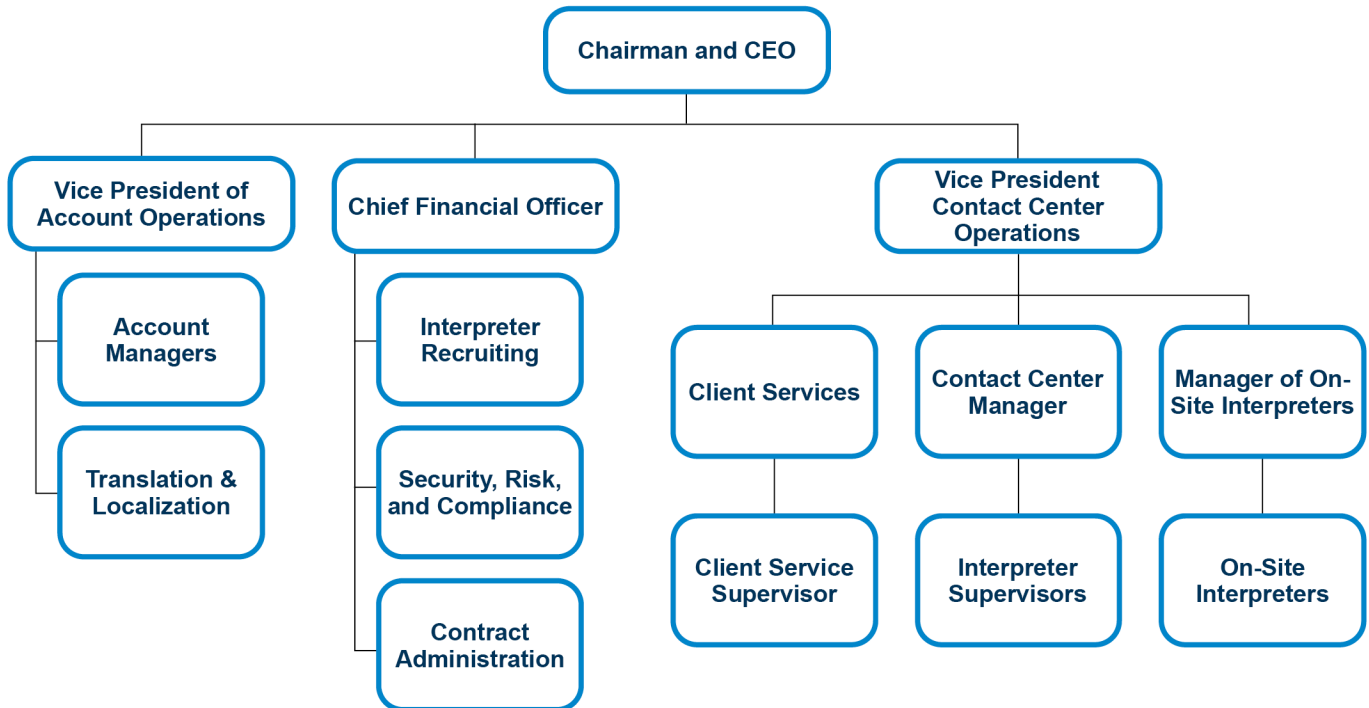 Chairman and CEO
Vice President of
Account Operations
Chief Financial Officer
Vice President
Contact Center
Operations
Account
Managers
Interpreter
Recruiting
Client Services
Contact Center
Manager
Manager of On-
Site Interpreters
Translation &
Localization
Security, Risk,
and Compliance
Client Service
Supervisor
Interpreter
Supervisors
On-Site
Interpreters
Contract
Administration